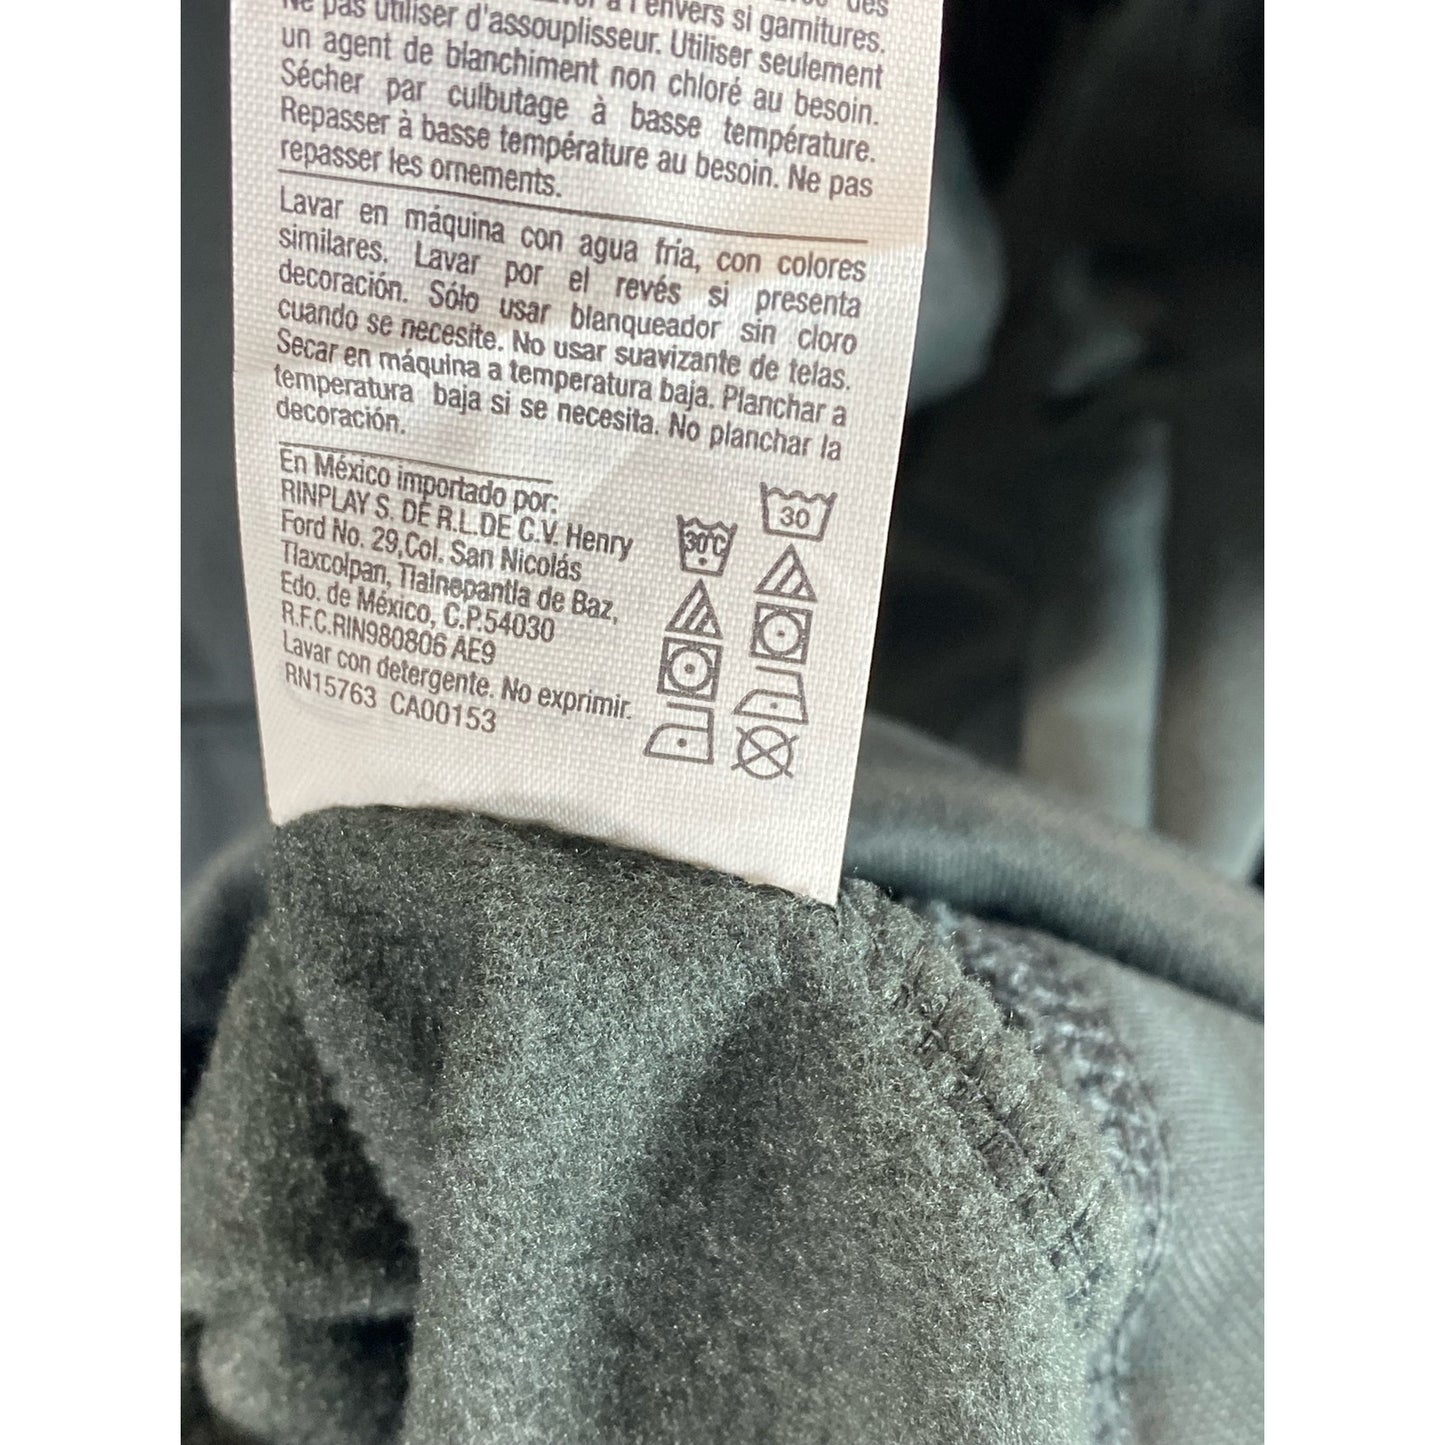 des
à l'envers si garnitures.
Ne pas utiliser d'assouplisseur. Utiliser seulement
un agent de blanchiment non chloré au besoin.
Sécher par culbutage à basse température.
Repasser à basse température au besoin. Ne pas
repasser les ornements.
Lavar en máquina con agua fría, con colores
similares. Lavar por el revés si presenta
decoración. Sólo usar blanqueador sin cloro
cuando se necesite. No usar suavizante de telas.
Secar en máquina a temperatura baja. Planchar a
temperatura baja si se necesita. No planchar la
decoración.
En México importado por:
RINPLAY S. DE R.L.DE C.V. Henry
Ford No. 29,Col. San Nicolás
Tlaxcolpan, Tlalnepantla de Baz,
Edo. de México, C.P.54030
R.F.C.RIN980806 AE9
Lavar con detergente. No exprimir.
RN15763 CA00153
30°C
30